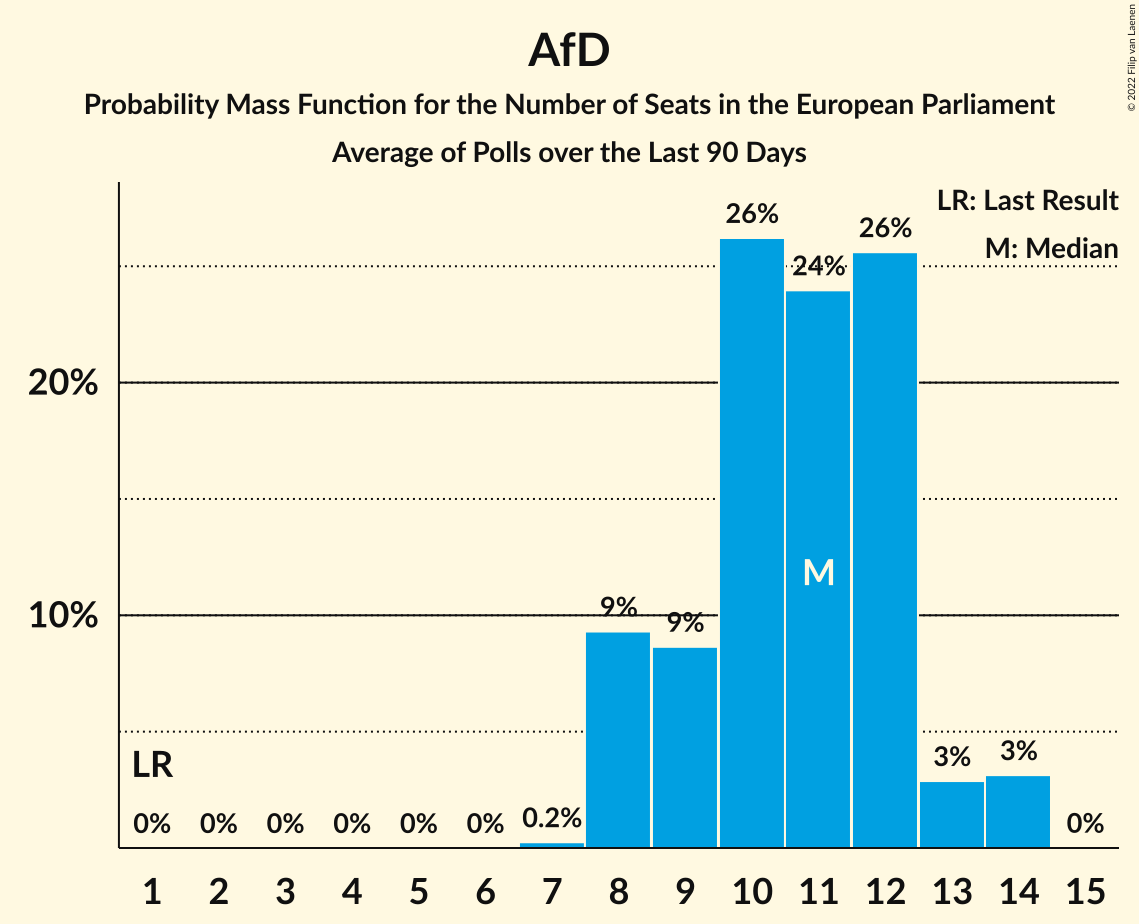 AfD
Probability Mass Function for the Number of Seats in the European Parliament
Average of Polls over the Last 90 Days
© 2022 Filip van Laenen
LR: Last Result
M: Median
26%
24%
26%
20%
M
10%
9%
9%
LR
3%
3%
0%
0%
0%
0%
0%
0%
0.2%
0%
1 2 3 4 5 6 7 8 9 10 11 12 13 14 15